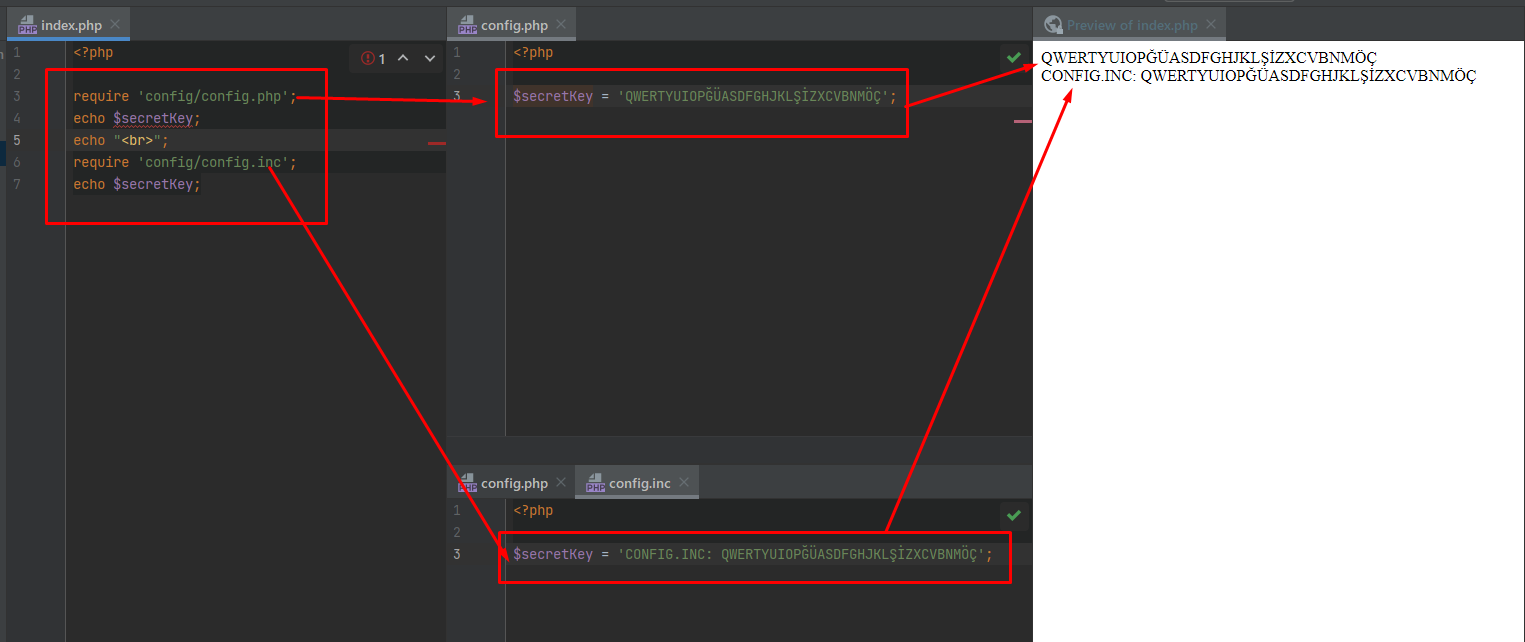 index.php
1 <?php
1
2
3 require 'config/config.php';
4 echo $secretKey;
5 echo "<br>";
6 require 'config/config.inc';
7 echo $secretKey;
config.php
1 <?php
2
3 $secretKey = 'QWERTYUIOPĞÜASDFGHJKLŞİZXCVBNMÖÇ';
config.php
config.inc
1 <?php
2
3 $secretKey = 'CONFIG.INC: QWERTYUIOPĞÜASDFGHJKLŞİZXCVBNMÖÇ';
Preview of index.php
QWERTYUIOPĞÜASDFGHJKLŞİZXCVBNMÖÇ
CONFIG.INC: QWERTYUIOPĞÜASDFGHJKLŞİZXCVBNMÖÇ